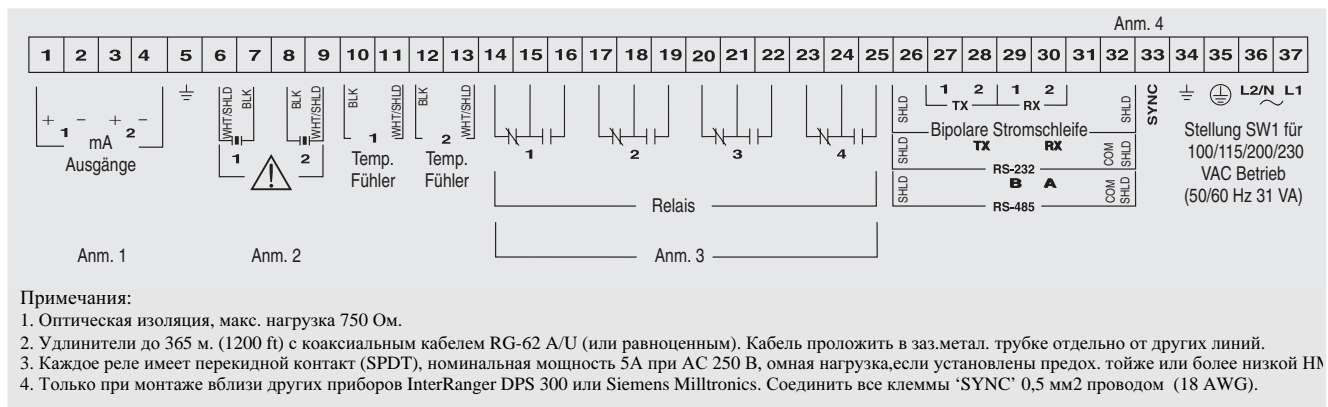 Anm. 4
1 2 3 4 5 6 7 8 9 10 11 12 13 14 15 16 17 18 19 20 21 22 23 24 25 26 27 28 29 30 31 32 33 34 35 36 37
+ 1 - + 2 -
mA
Ausgänge
WHT/SHLD BLK BLK WHT/SHLD
1 2
BLK WHT/SHLD
1
Temp.
Fühler
BLK WHT/SHLD
2
Temp.
Fühler
1 2 3 4
Relais
SHLD 1 2 1 2 SHLD
TX RX
Bipolare Stromschleife
SHLD TX RX COM SHLD
RS-232
SHLD B A COM SHLD
RS-485
SYNC
L2/N L1
Stellung SW1 für
100/115/200/230
VAC Betrieb
(50/60 Hz 31 VA)
Anm. 1 Anm. 2 Anm. 3
Примечания:
1. Оптическая изоляция, макс. нагрузка 750 Ом.
2. Удлинители до 365 м. (1200 ft) с коаксиальным кабелем RG-62 A/U (или равноценным). Кабель проложить в заз.метал. трубке отдельно от других линий.
3. Каждое реле имеет перекидной контакт (SPDT), номинальная мощность 5А при АС 250 В, омная нагрузка,если установлены предох. тойже или более низкой
4. Только при монтаже вблизи других приборов InterRanger DPS 300 или Siemens Milltronics. Соединить все клеммы ‘SYNC’ 0,5 мм2 проводом (18 AWG).